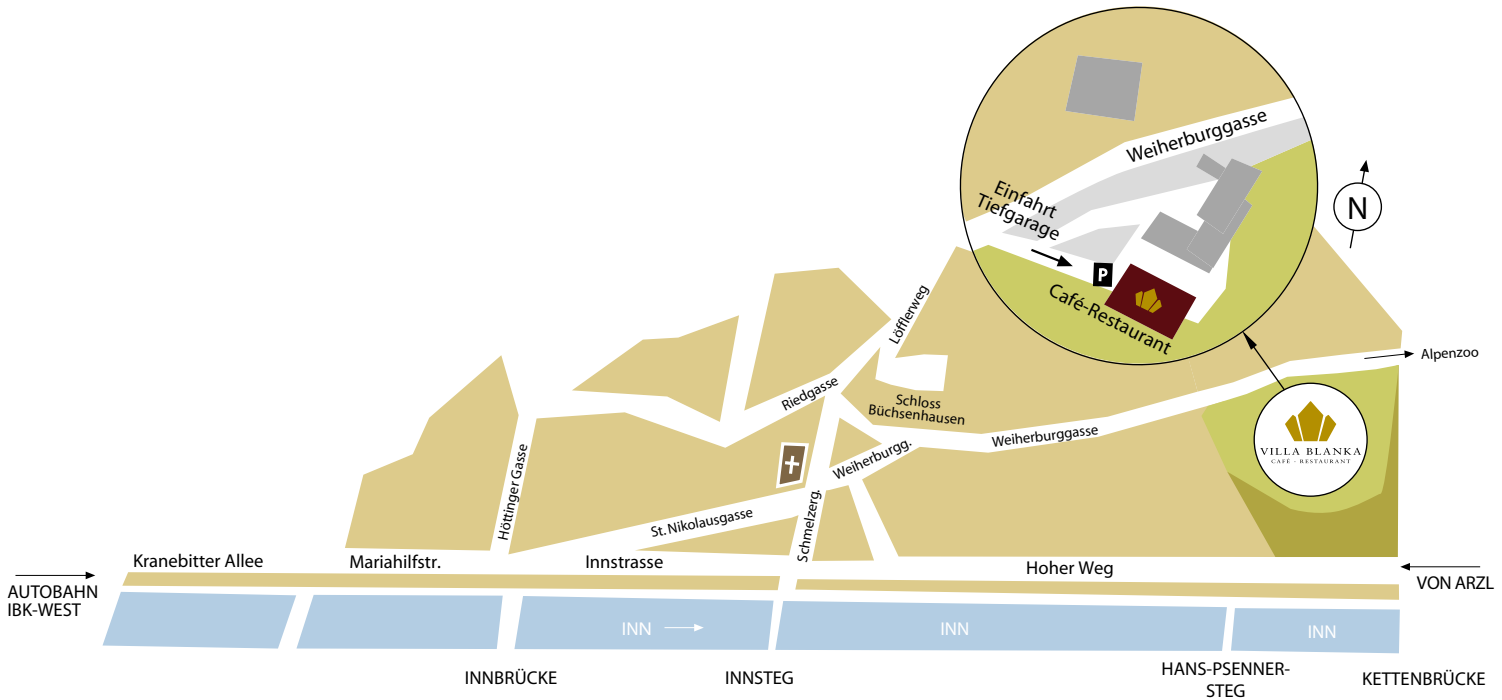 Weiherburggasse
Einfahrt
Tiefgarage
P
Café-Restaurant
N
Löfflerweg
Alpenzoo
Riedgasse
Schloss
Büchsenhausen
Weiherburggasse
VILLA BLANKA
CAFÉ · RESTAURANT
Weiherburgg.
Höttinger Gasse
St. Nikolausgasse
Schmelzerg.
Kranebitter Allee
Mariahilfstr.
Innstrasse
Hoher Weg
AUTOBAHN
IBK-WEST
VON ARZL
INN
INN
INN
INNBRÜCKE
INNSTEG
HANS-PSENNER-
STEG
KETTENBRÜCKE